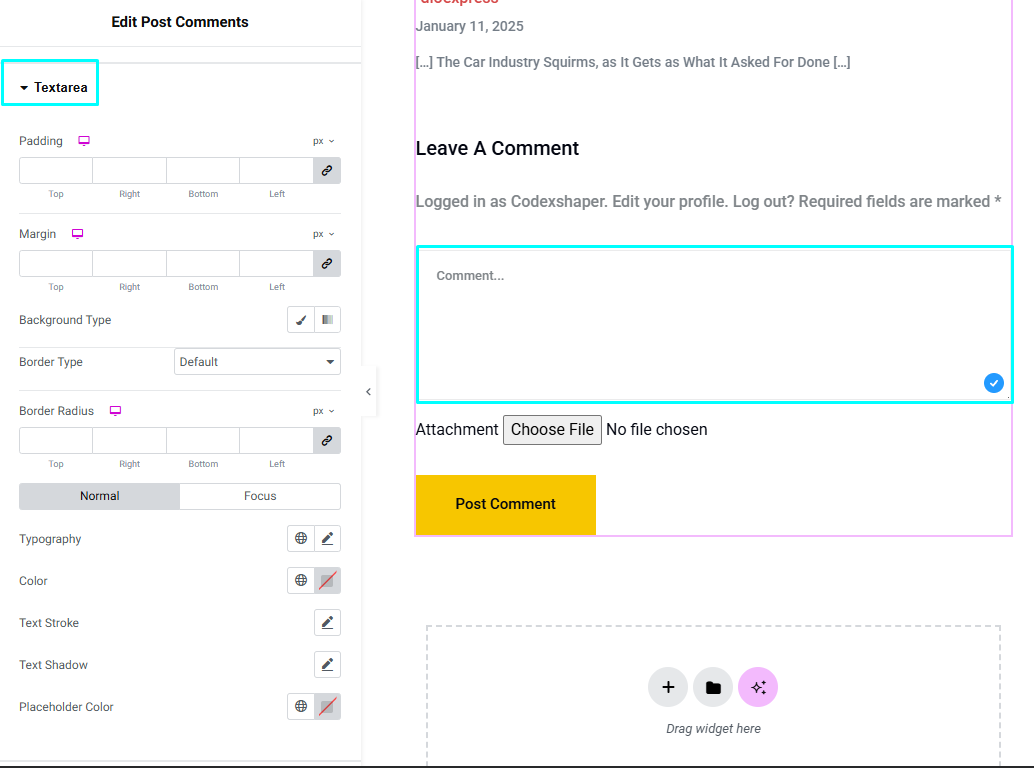 Edit Post Comments
Textarea
Padding px
Top Right Bottom Left
Margin px
Top Right Bottom Left
Background Type
Border Type Default
Border Radius px
Top Right Bottom Left
Normal Focus
Typography
Color
Text Stroke
Text Shadow
Placeholder Color
dioexpress
January 11, 2025
[...] The Car Industry Squirms, as It Gets as What It Asked For Done [...]
Leave A Comment
Logged in as Codexshaper. Edit your profile. Log out? Required fields are marked *
Comment...
Attachment Choose File No file chosen
Post Comment
Drag widget here